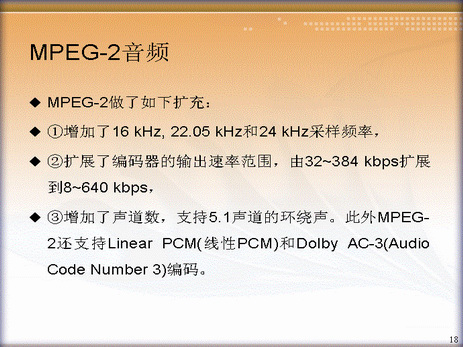 MPEG-2音频
◆ MPEG-2做了如下扩充：
◆ ①增加了16 kHz, 22.05 kHz和24 kHz采样频率，
◆ ②扩展了编码器的输出速率范围，由32~384 kbps扩展
到8~640 kbps，
◆ ③增加了声道数，支持5.1声道的环绕声。此外MPEG-
2还支持Linear PCM(线性PCM)和Dolby AC-3(Audio
Code Number 3)编码。
18